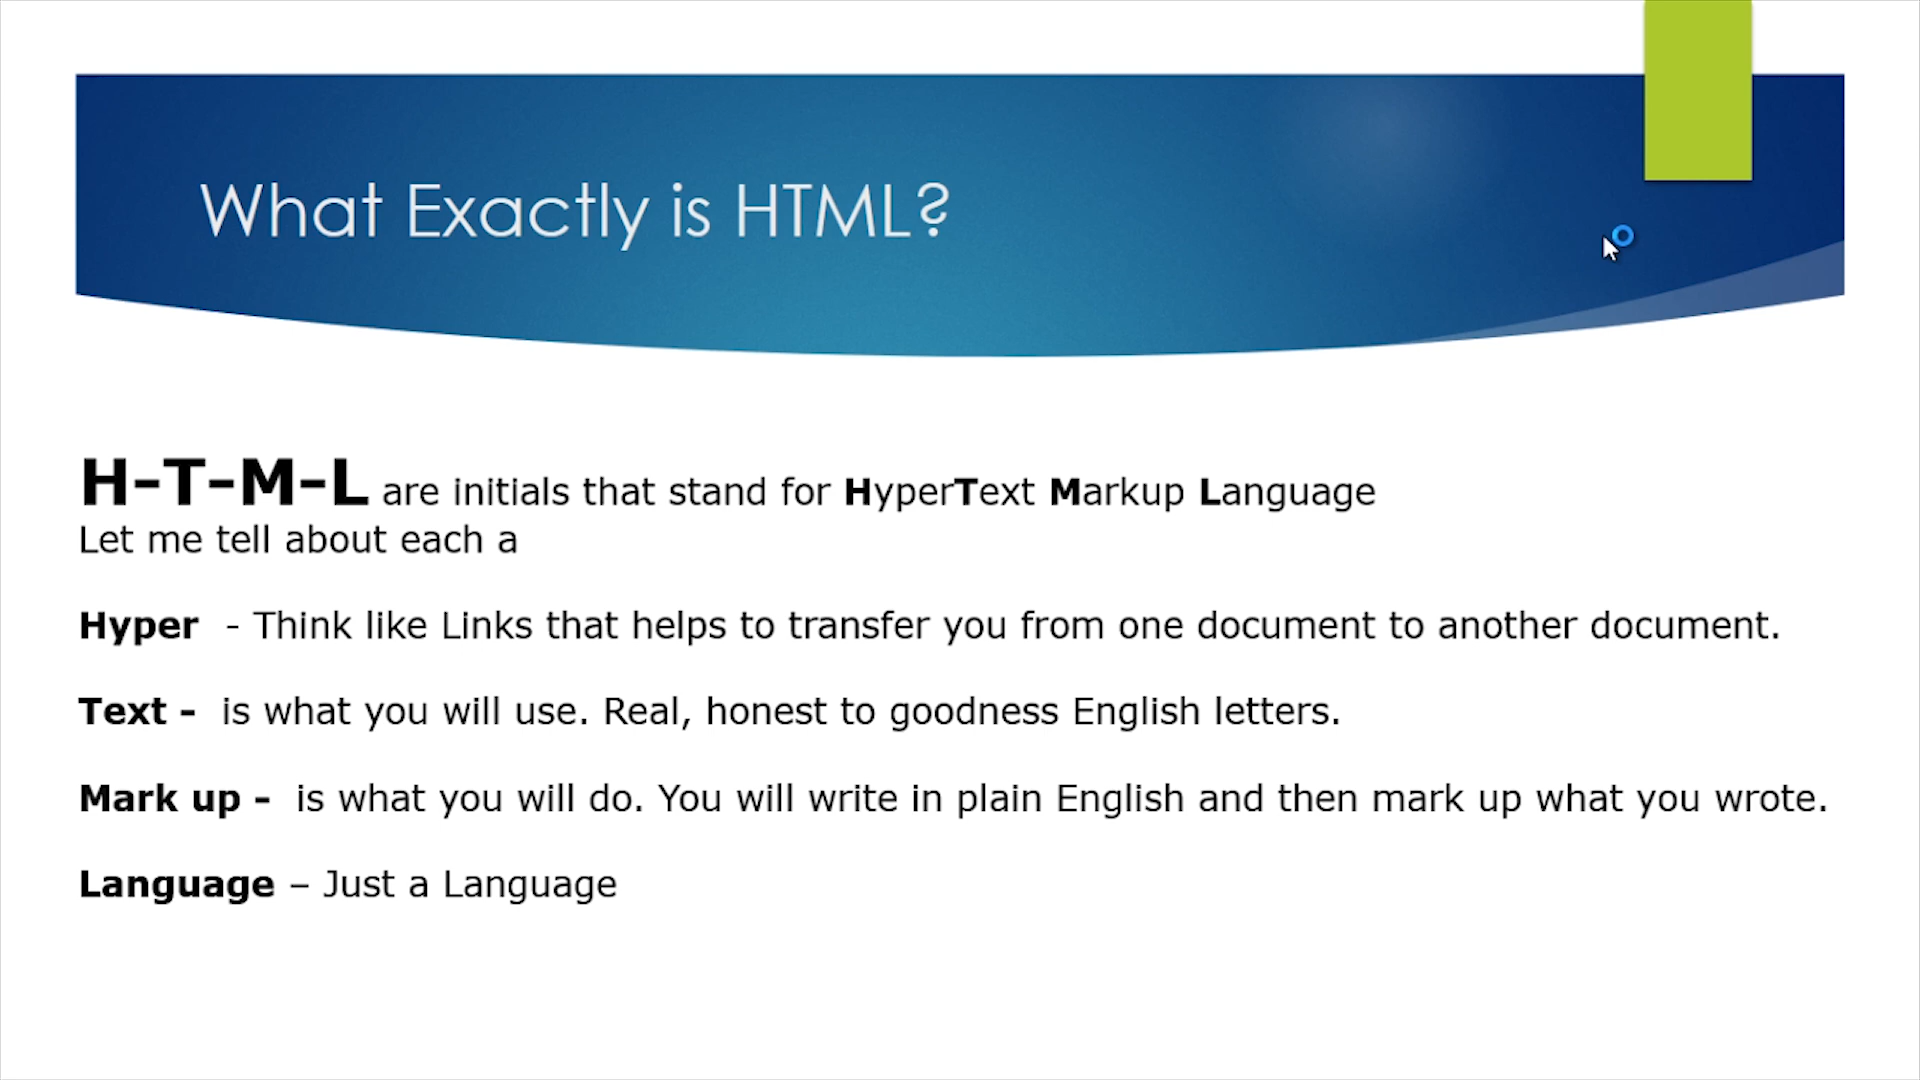 What Exactly is HTML?
H-T-M-L are initials that stand for HyperText Markup Language
Let me tell about each a
Hyper - Think like Links that helps to transfer you from one document to another document.
Text - is what you will use. Real, honest to goodness English letters.
Mark up - is what you will do. You will write in plain English and then mark up what you wrote.
Language – Just a Language